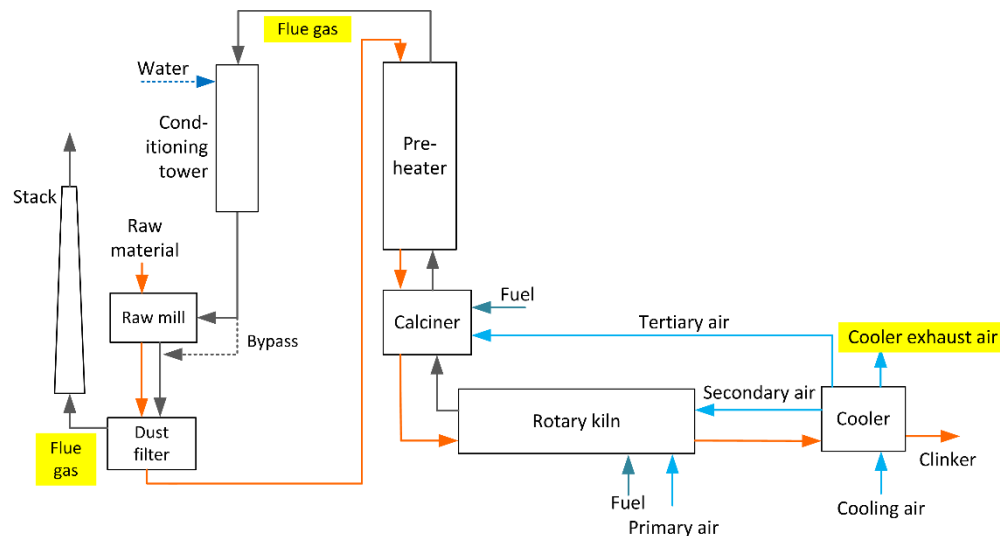 Flue gas
Water
Cond-
itioning
tower
Pre-
heater
Stack
Raw
material
Raw mill
Bypass
Calciner
Fuel
Tertiary air
Cooler exhaust air
Secondary air
Rotary kiln
Cooler
Dust
filter
Flue
gas
Clinker
Fuel
Primary air
Cooling air